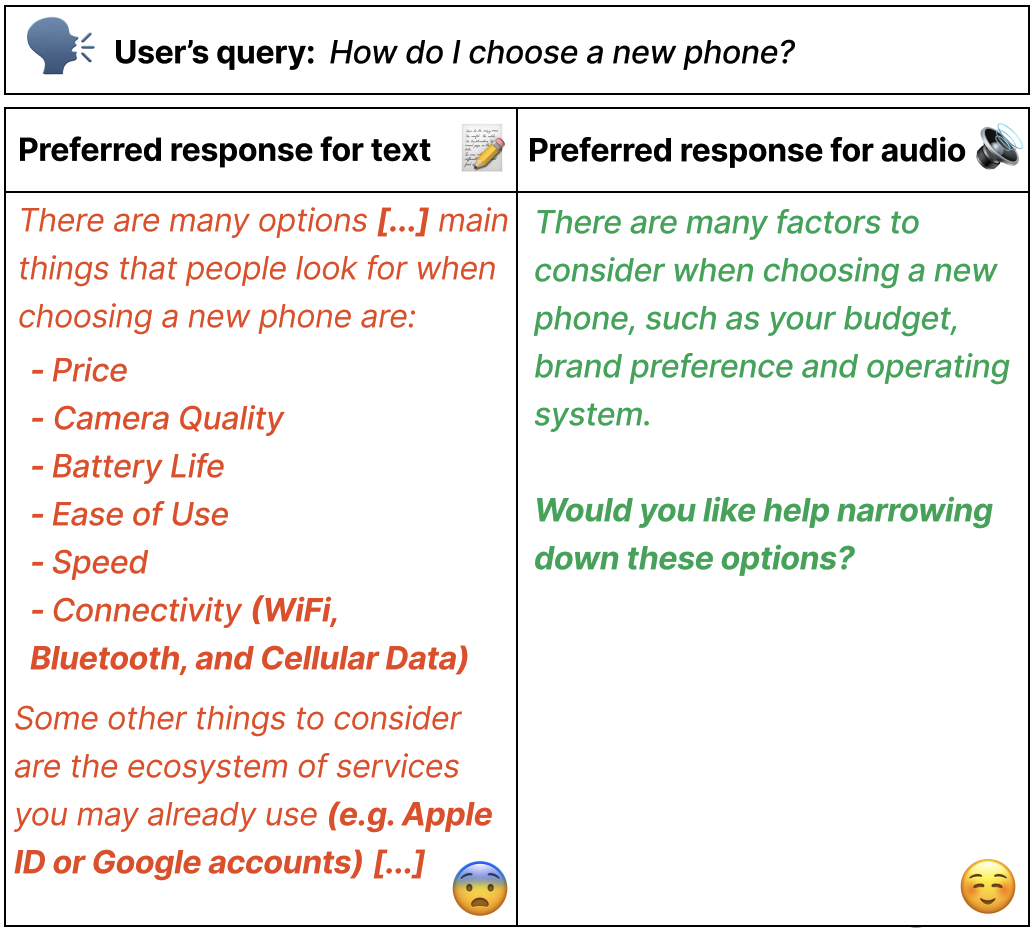 User’s query: How do I choose a new phone?
Preferred response for text
There are many options [...] main
things that people look for when
choosing a new phone are:
- Price
- Camera Quality
- Battery Life
- Ease of Use
- Speed
- Connectivity (WiFi,
Bluetooth, and Cellular Data)
Some other things to consider
are the ecosystem of services
you may already use (e.g. Apple
ID or Google accounts) [...]
Preferred response for audio
There are many factors to
consider when choosing a new
phone, such as your budget,
brand preference and operating
system.
Would you like help narrowing
down these options?